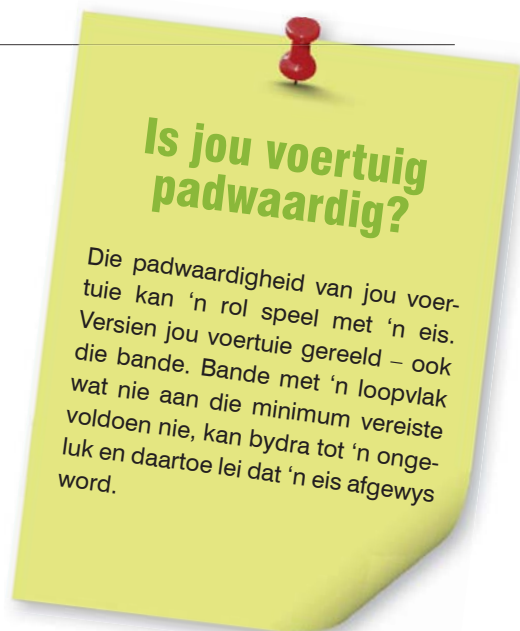 Is jou voertuig
padwaardig?
Die padwaardigheid van jou voer-
tuie kan ‘n rol speel met ‘n eis.
Versien jou voertuie gereeld – ook
die bande. Bande met ‘n loopvlak
wat nie aan die minimum vereiste
voldoen nie, kan bydra tot ‘n onge-
luk en daartoe lei dat ‘n eis afgewys
word.